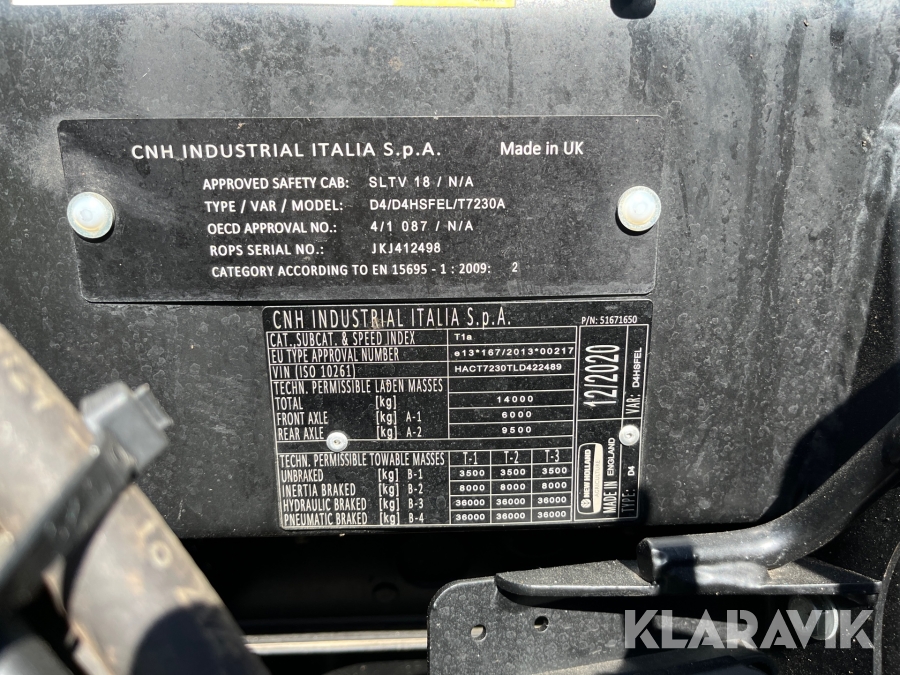 CNH INDUSTRIAL ITALIA S.p.A. Made in UK
APPROVED SAFETY CAB: SLTV 18 / N/A
TYPE / VAR / MODEL: D4/D4HSFEL/T7230A
OECD APPROVAL NO.: 4/1 087 / N/A
ROPS SERIAL NO.: JKJ412498
CATEGORY ACCORDING TO EN 15695 - 1 : 2009: 2
CNH INDUSTRIAL ITALIA S.p.A. P/N: 51671650
CAT.,SUBCAT. & SPEED INDEX T1a
EU TYPE APPROVAL NUMBER e13*167/2013*00217
VIN (ISO 10261) HACT7230TLD422489
TECHN. PERMISSIBLE LADEN MASSES
TOTAL [kg] 14000
FRONT AXLE [kg] A-1 6000
REAR AXLE [kg] A-2 9500
TECHN. PERMISSIBLE TOWABLE MASSES T-1 T-2 T-3
UNBRAKED [kg] B-1 3500 3500 3500
INERTIA BRAKED [kg] B-2 8000 8000 8000
HYDRAULIC BRAKED [kg] B-3 36000 36000 36000
PNEUMATIC BRAKED [kg] B-4 36000 36000 36000
12/2020
VAR: D4HSFEL
NEW HOLLAND
AGRICULTURE
MADE IN ENGLAND
TYPE: D4
KLARAVIK